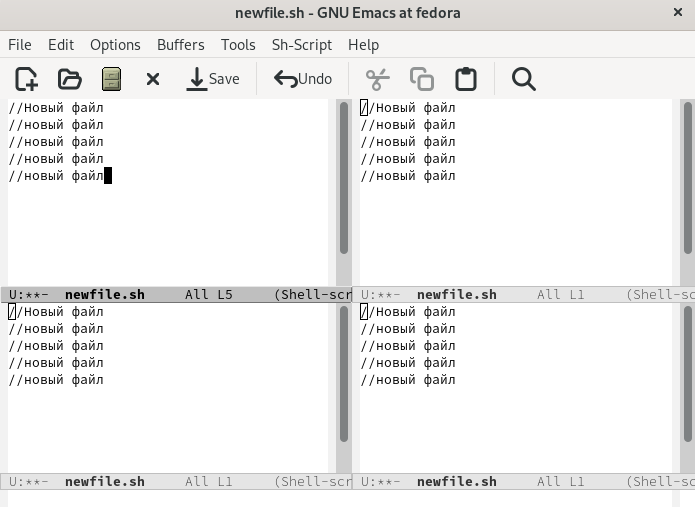 newfile.sh - GNU Emacs at fedora
File Edit Options Buffers Tools Sh-Script Help
Save Undo
//Новый файл
//новый файл
//новый файл
//новый файл
//новый файл
U:**- newfile.sh All L5 (Shell-scr
//Новый файл
//новый файл
//новый файл
//новый файл
//новый файл
U:**- newfile.sh All L1 (Shell-sc
//Новый файл
//новый файл
//новый файл
//новый файл
//новый файл
U:**- newfile.sh All L1 (Shell-scr
//Новый файл
//новый файл
//новый файл
//новый файл
//новый файл
U:**- newfile.sh All L1 (Shell-sc